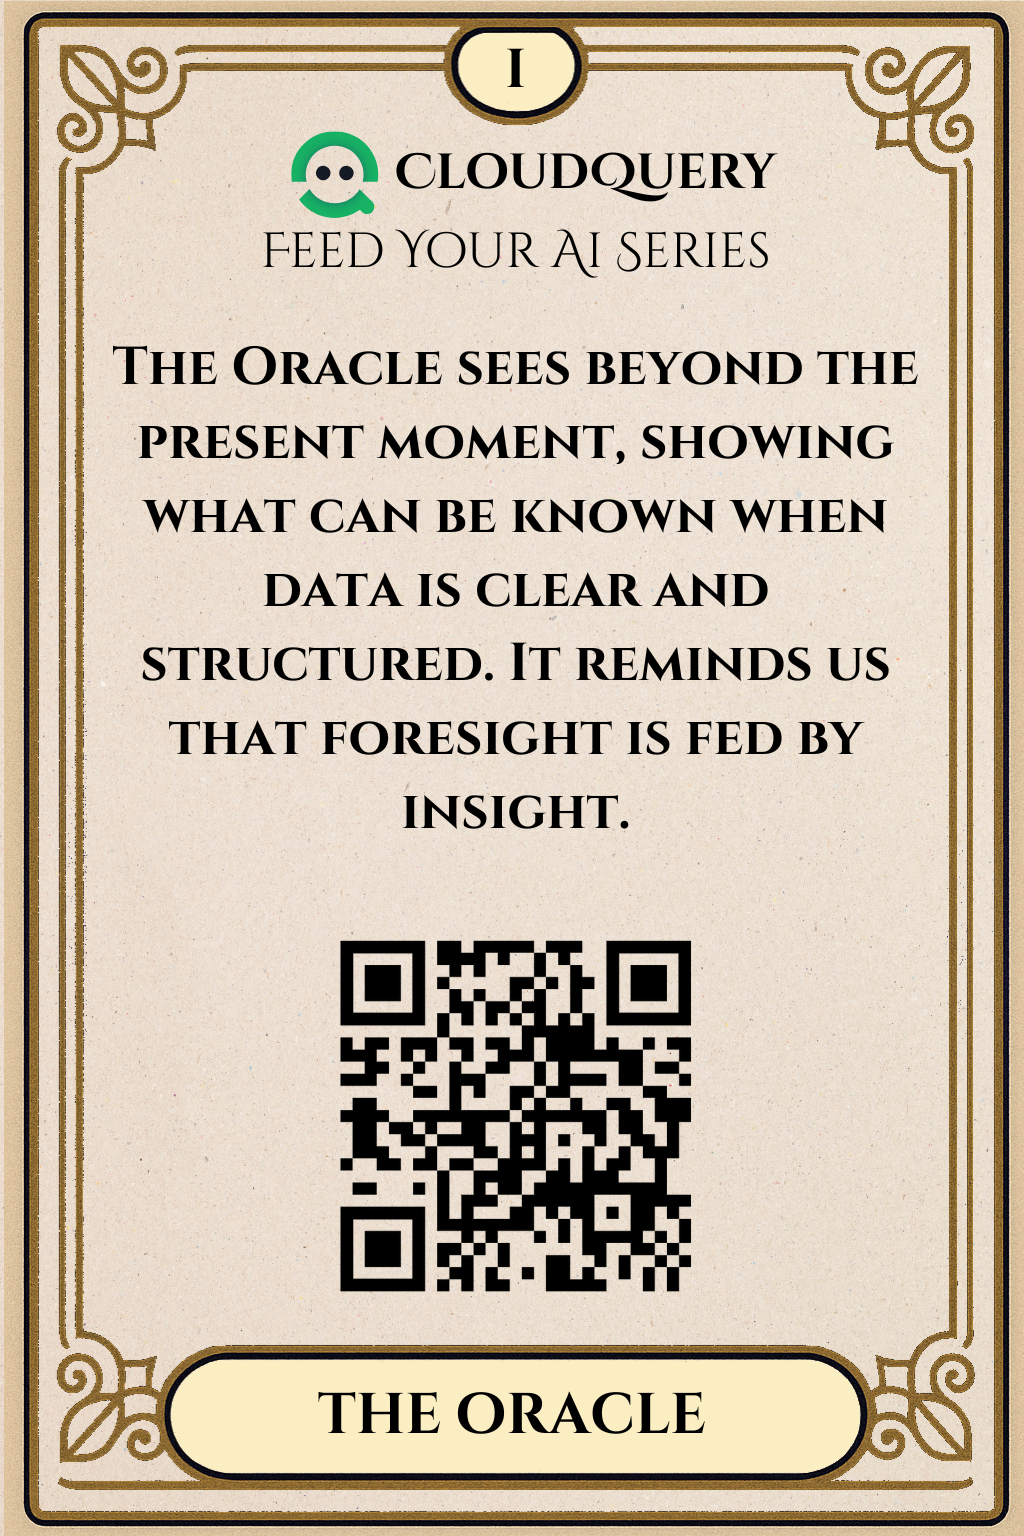 I
CloudQuery
Feed Your AI Series
The Oracle sees beyond the
present moment, showing
what can be known when
data is clear and
structured. It reminds us
that foresight is fed by
insight.
THE ORACLE